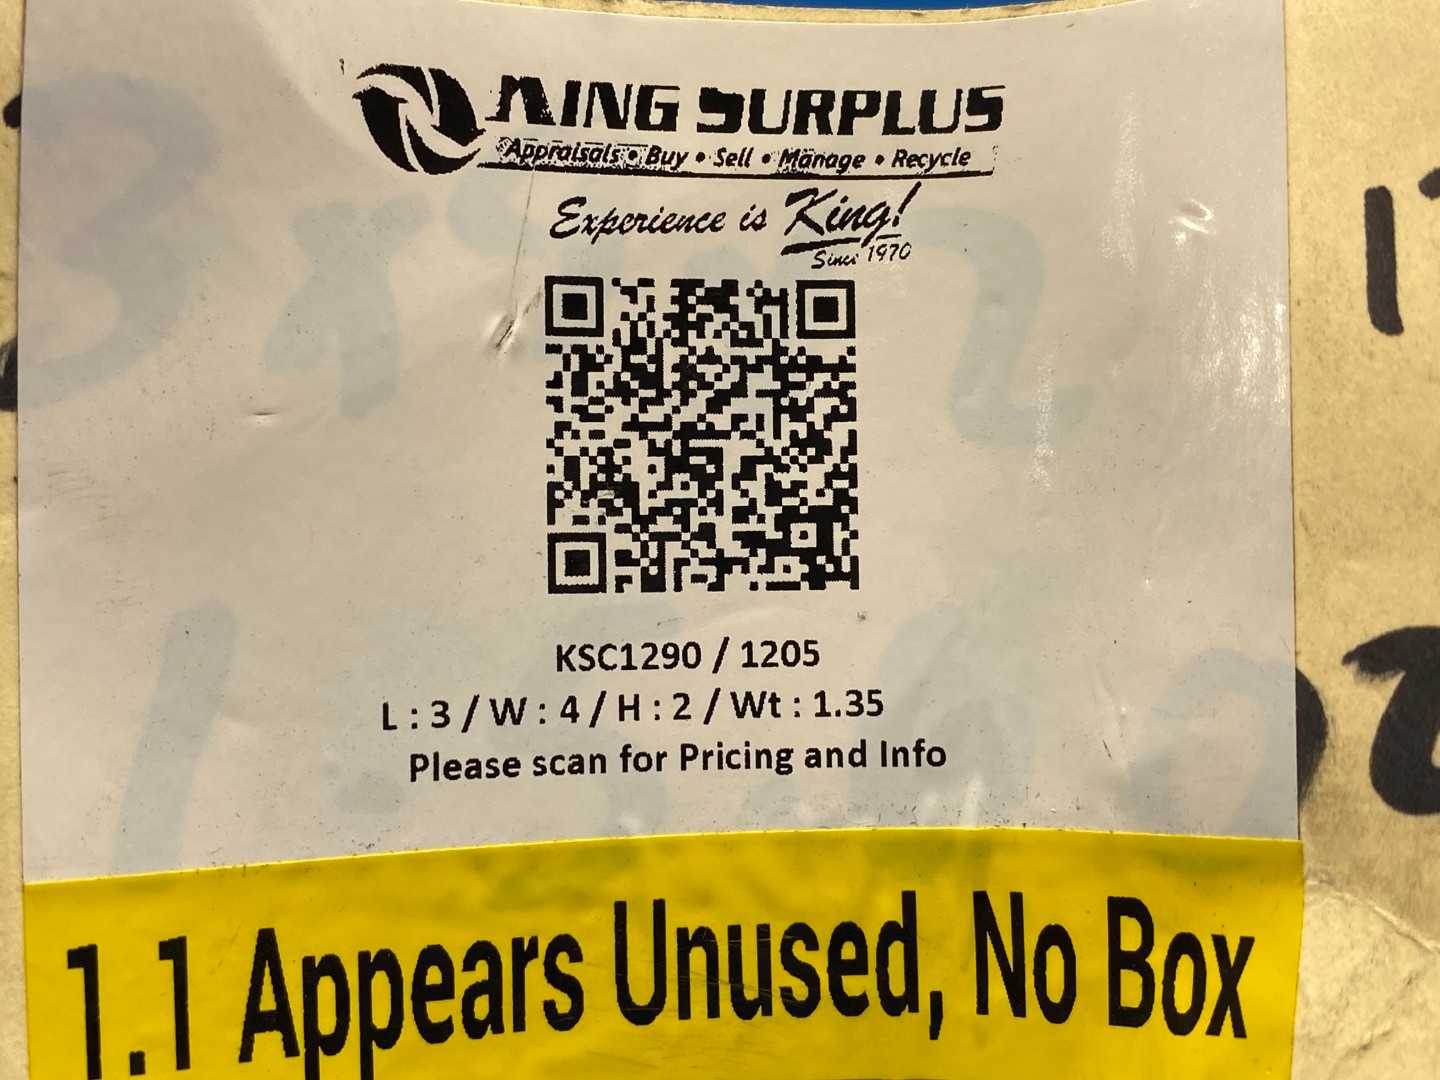 KING SURPLUS
Appraisals • Buy • Sell • Manage • Recycle
Experience is King!
Since 1970
KSC1290 / 1205
L : 3 / W : 4 / H : 2 / Wt : 1.35
Please scan for Pricing and Info
1.1 Appears Unused, No Box